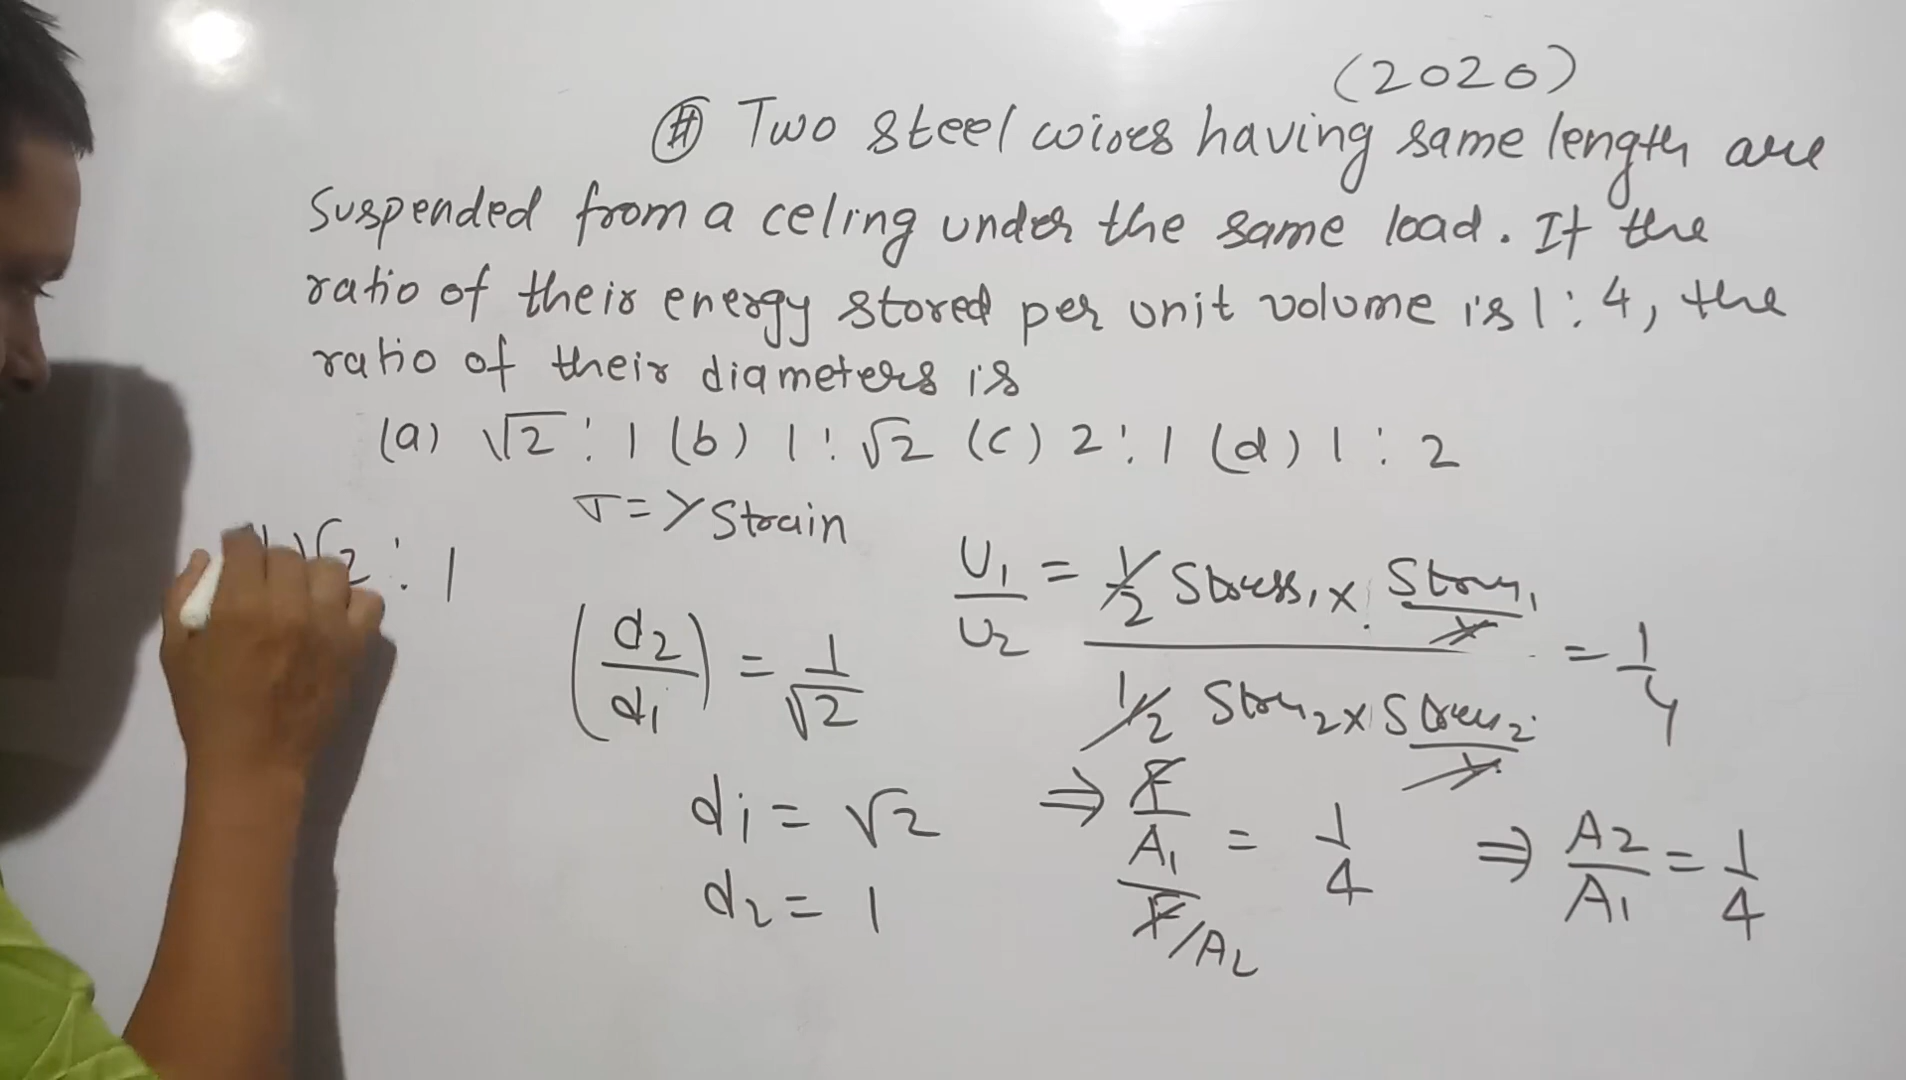 (2020)
# Two steel wires having same length are
suspended from a celing under the same load. If the
ratio of their energy stored per unit volume is 1 : 4, the
ratio of their diameters is
(a) √2 : 1 (b) 1 : √2 (c) 2 : 1 (d) 1 : 2
σ = Y Strain
√2 : 1
U1/U2 = 1/2 Stress1 × Stress1/Y / 1/2 Stress2 × Stress2/Y = 1/4
(d2/d1) = 1/√2
d1 = √2
d2 = 1
⇒ F/A1 / F/A2 = 1/4 ⇒ A2/A1 = 1/4